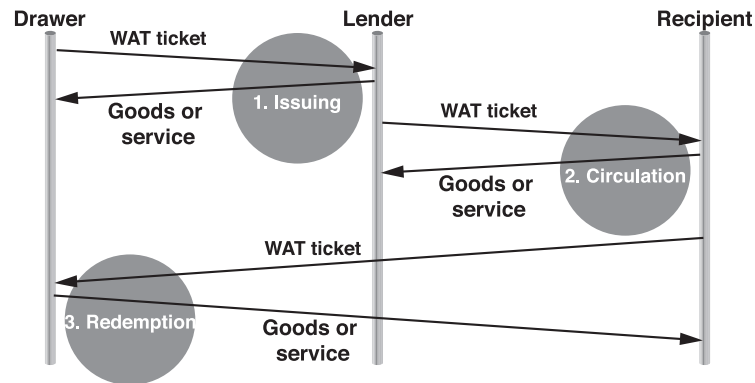 Drawer Lender Recipient
WAT ticket
1. Issuing
Goods or
service
WAT ticket
2. Circulation
Goods or
service
WAT ticket
3. Redemption
Goods or
service